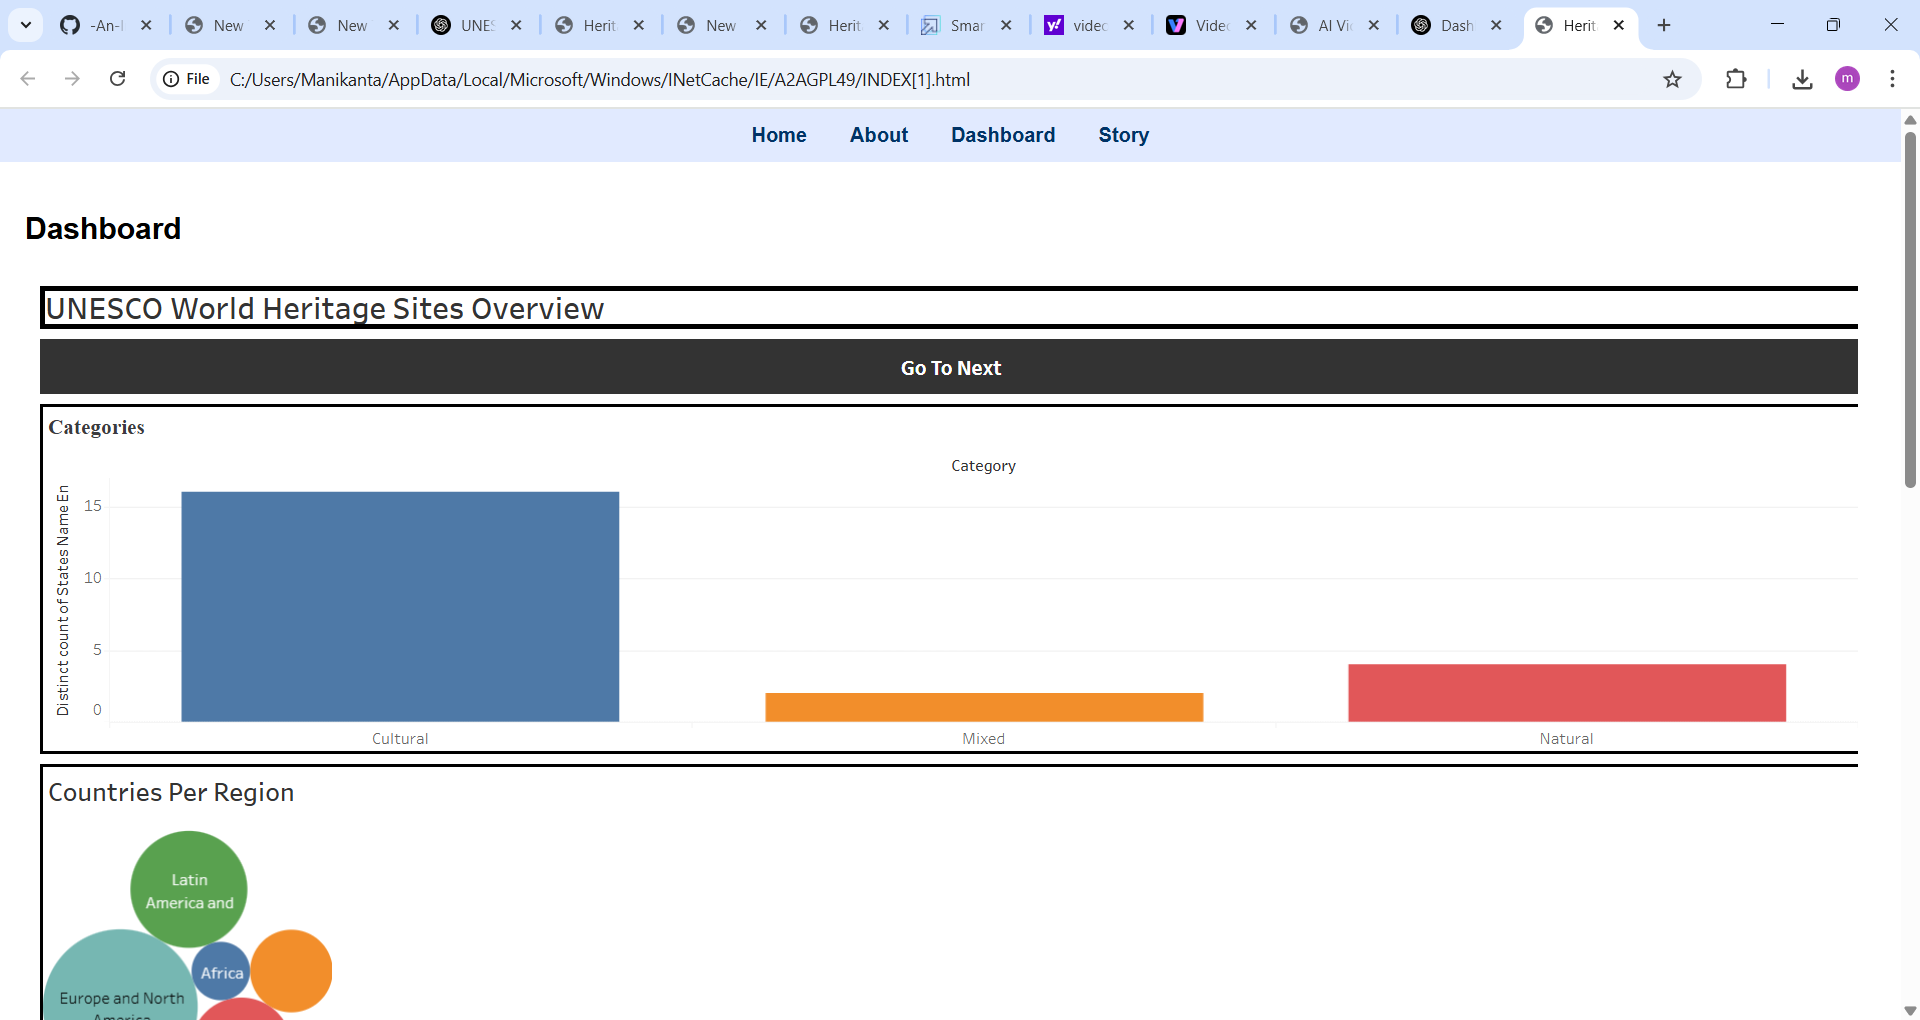 -An-I
New
New
UNES
Herit
New
Herit
Smar
y!
videc
Videc
AI Vi
Dash
Herit
File
C:/Users/Manikanta/AppData/Local/Microsoft/Windows/INetCache/IE/A2AGPL49/INDEX[1].html
m
Home About Dashboard Story
Dashboard
UNESCO World Heritage Sites Overview
Go To Next
Categories
Category
Distinct count of States Name En
15
10
5
0
Cultural
Mixed
Natural
Countries Per Region
Latin
America and
Africa
Europe and North
America